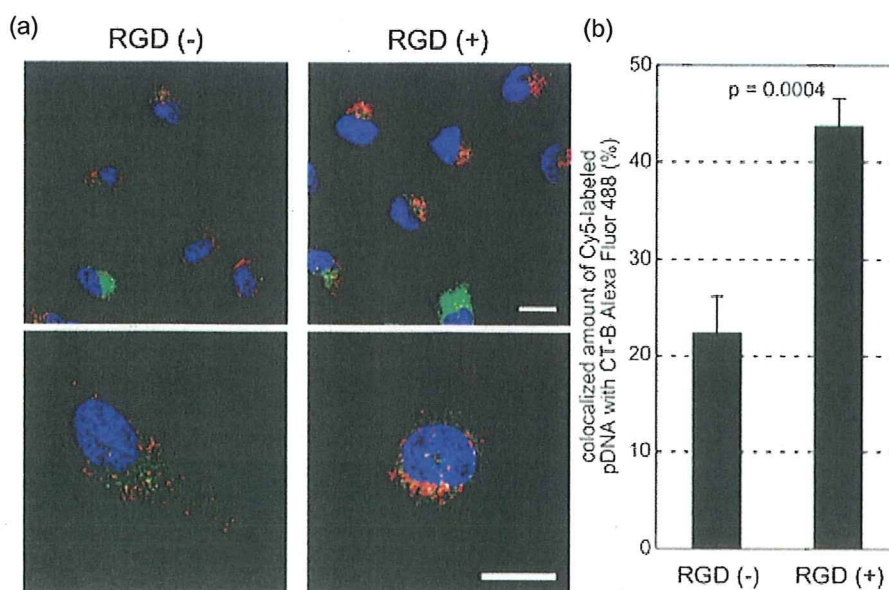 (a)
RGD (-)
RGD (+)
(b)
50
40
30
20
10
0
p = 0.0004
colocalized amount of Cy5-labeled
pDNA with CT-B Alexa Fluor 488 (%)
RGD (-)
RGD (+)